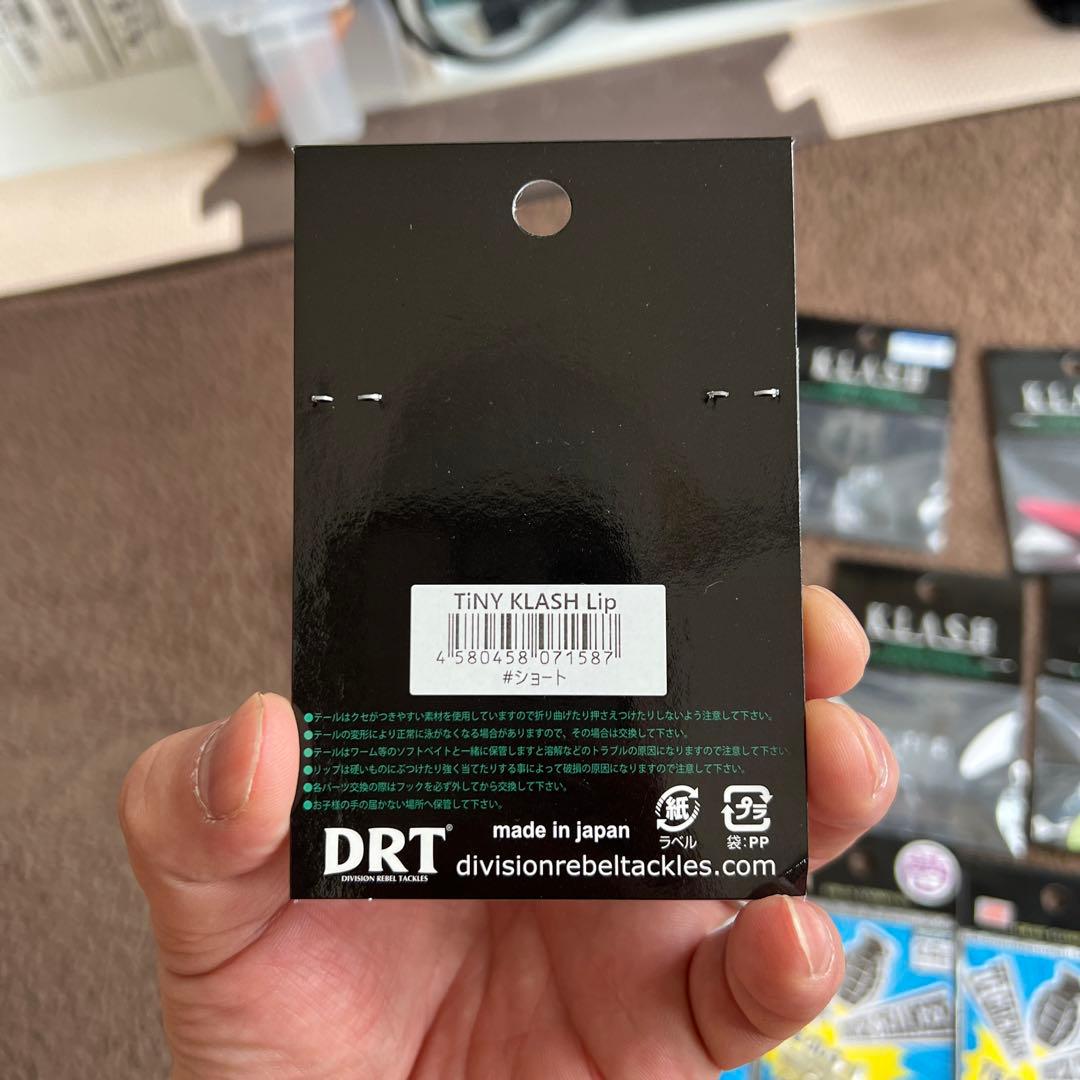 TiNY KLASH Lip
4 580458 071587
#ショート
●テールはクセがつきやすい素材を使用していますので折り曲げたり押さえつけたりしないよう注意して下さい。
●テールの変形により正常に泳がなくなる場合がありますので、その場合は交換して下さい。
●テールはワーム等のソフトベイトと一緒に保管しますと溶解などのトラブルの原因になりますので注意して下さい。
●リップは硬いものにぶつけたり強く当てたりする事によって破損の原因になりますので注意して下さい。
●各パーツ交換の際はフックを必ず外してから交換して下さい。
●お子様の手の届かない場所へ保管して下さい。
DRT®
DIVISION REBEL TACKLES
made in japan
divisionrebeltackles.com
紙
ラベル
プラ
袋:PP
KLASH
KLASH